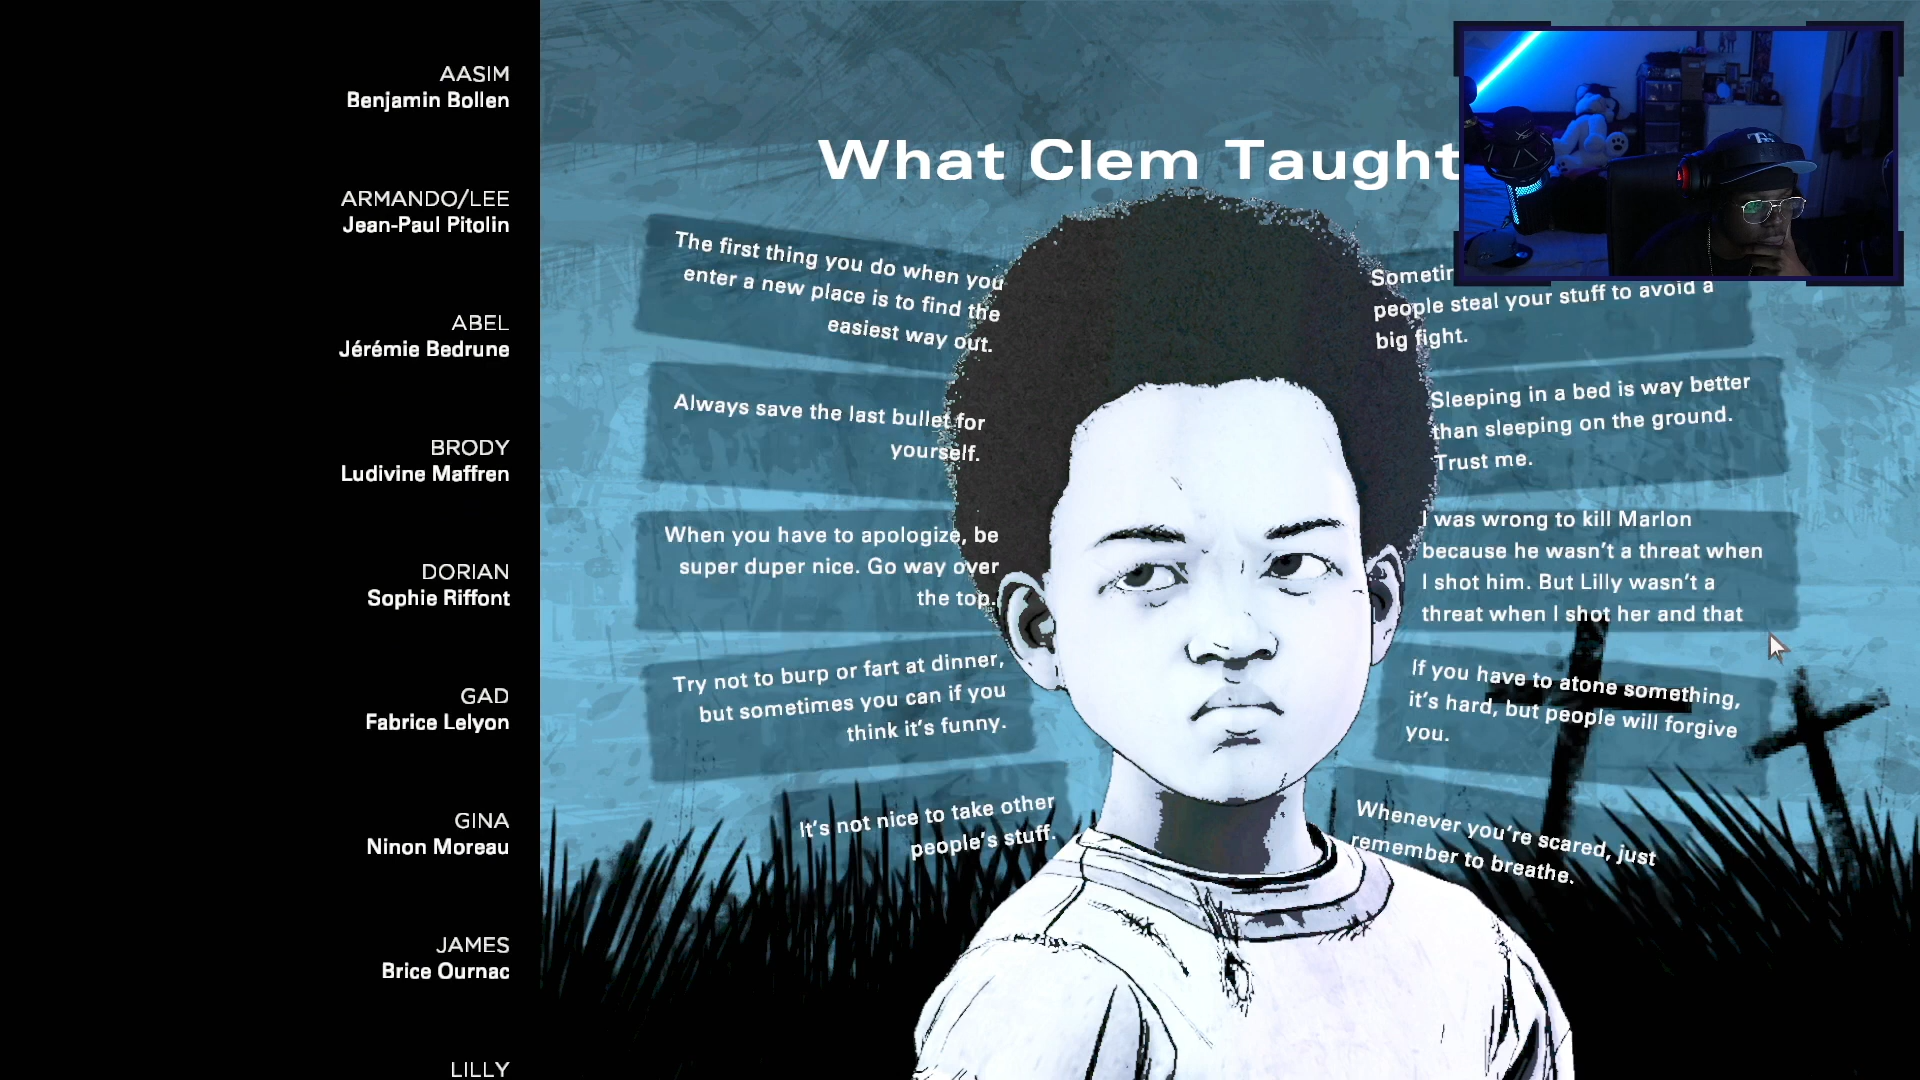 AASIM
Benjamin Bollen
ARMANDO/LEE
Jean-Paul Pitolin
ABEL
Jérémie Bedrune
BRODY
Ludivine Maffren
DORIAN
Sophie Riffont
GAD
Fabrice Lelyon
GINA
Ninon Moreau
JAMES
Brice Ournac
LILLY
What Clem Taught
The first thing you do when you
enter a new place is to find the
easiest way out.
Always save the last bullet for
yourself.
When you have to apologize, be
super duper nice. Go way over
the top.
Try not to burp or fart at dinner,
but sometimes you can if you
think it's funny.
It's not nice to take other
people's stuff.
people steal your stuff to avoid a
big fight.
Sleeping in a bed is way better
than sleeping on the ground.
Trust me.
I was wrong to kill Marlon
because he wasn't a threat when
I shot him. But Lilly wasn't a
threat when I shot her and that
If you have to atone something,
it's hard, but people will forgive
you.
Whenever you're scared, just
remember to breathe.